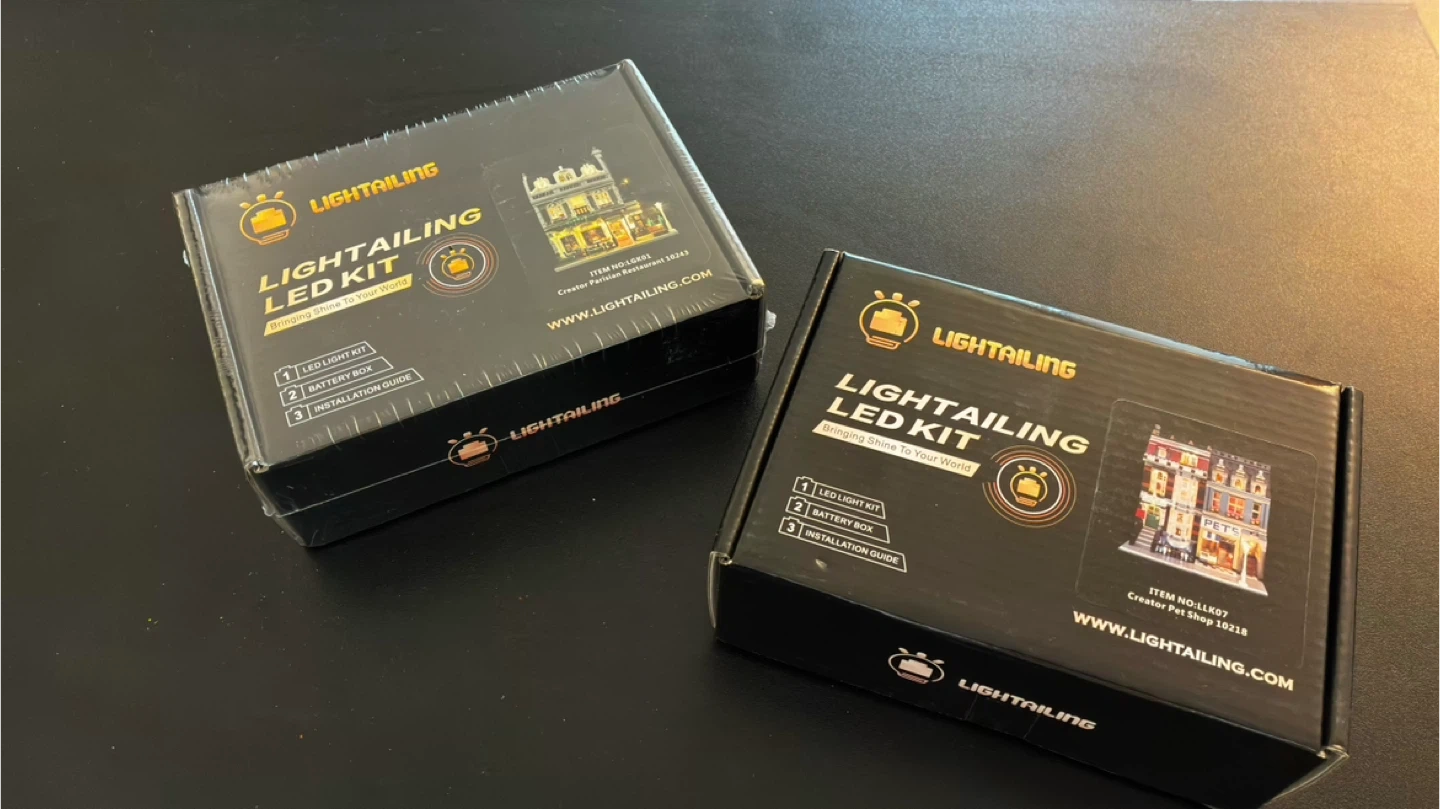 LIGHTAILING
LIGHTAILING
LED KIT
Bringing Shine To Your World
1 LED LIGHT KIT
2 BATTERY BOX
3 INSTALLATION GUIDE
ITEM NO:LGK01
Creator Parisian Restaurant 10243
WWW.LIGHTAILING.COM
LIGHTAILING
LIGHTAILING
LIGHTAILING
LED KIT
Bringing Shine To Your World
1 LED LIGHT KIT
2 BATTERY BOX
3 INSTALLATION GUIDE
PETS
ITEM NO:LLK07
Creator Pet Shop 10218
WWW.LIGHTAILING.COM
LIGHTAILING